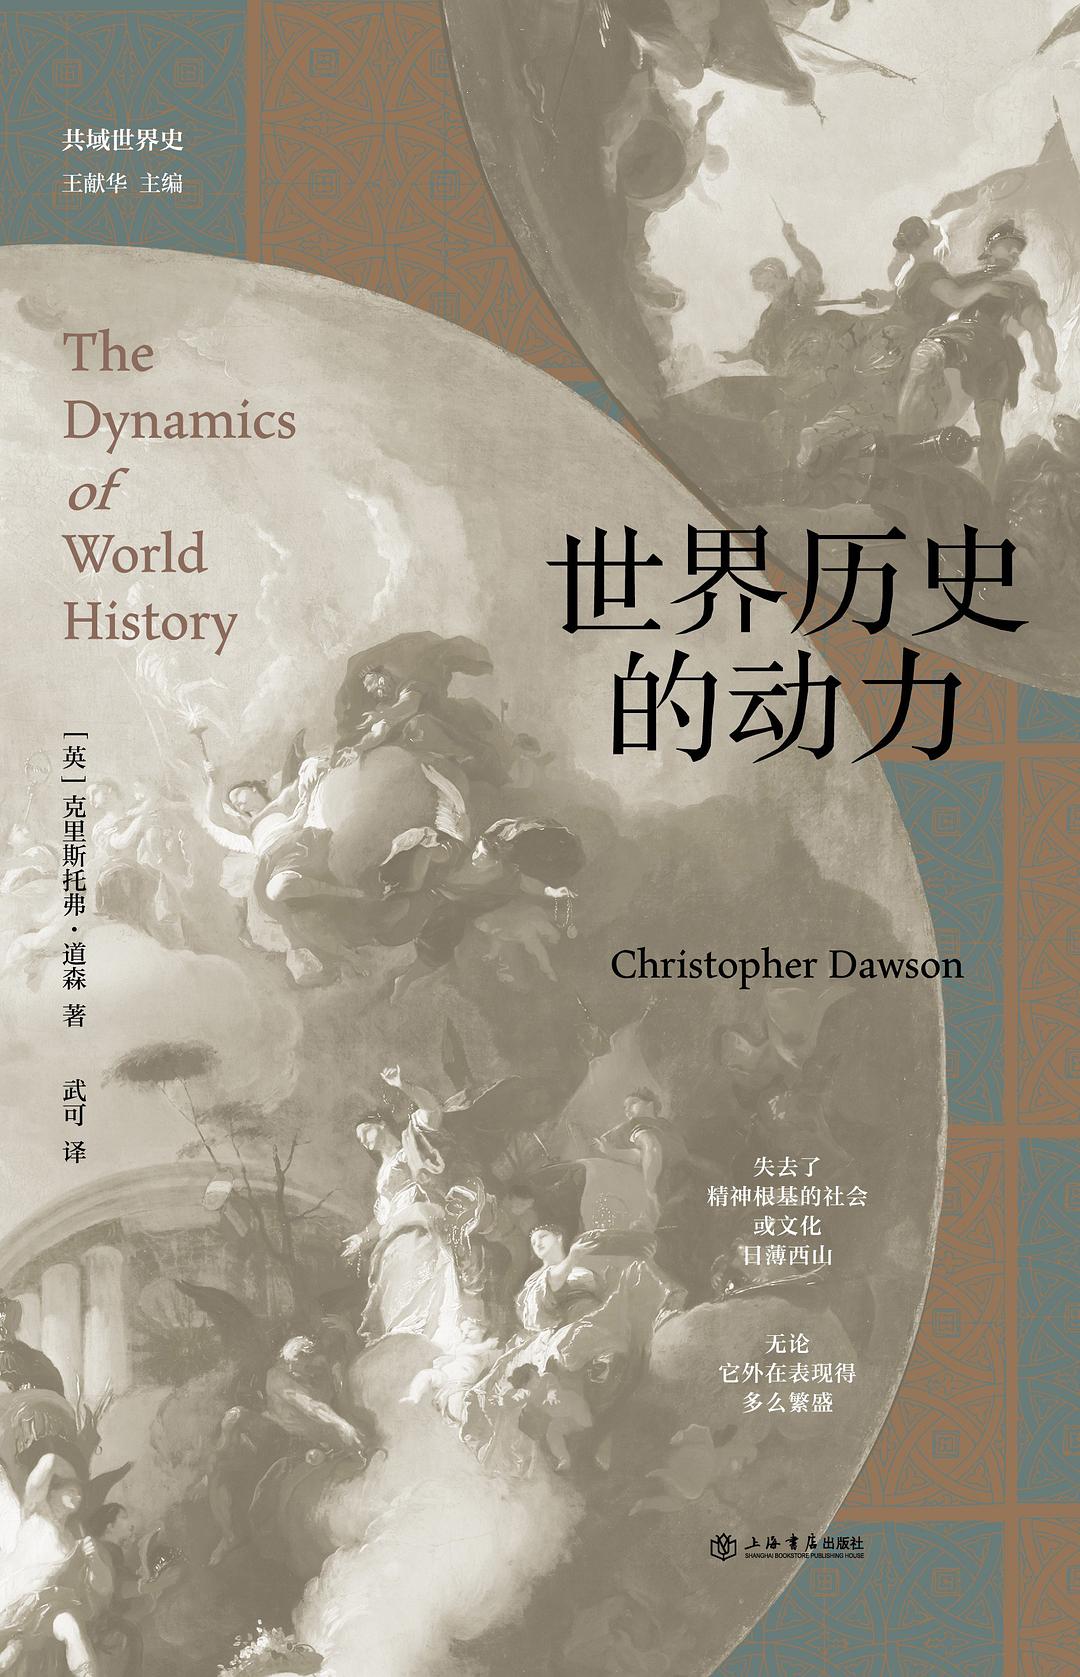 共域世界史
王献华 主编
The
Dynamics
of
World
History
世界历史
的动力
[英]克里斯托弗·道森 著 武可 译
Christopher Dawson
失去了
精神根基的社会
或文化
日薄西山
无论
它外在表现得
多么繁盛
上海书店出版社
SHANGHAI BOOKSTORE PUBLISHING HOUSE